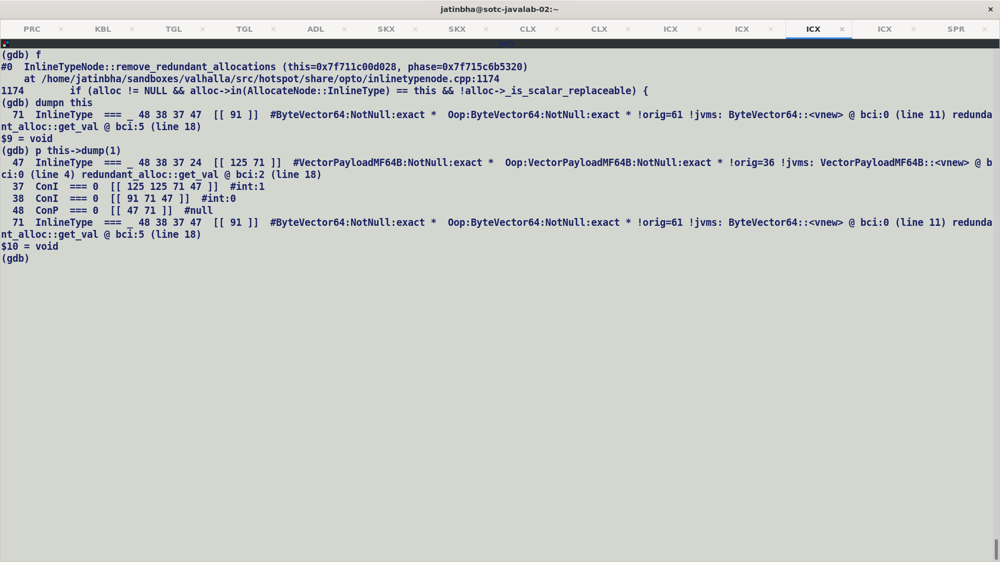 jatinbha@sotc-javalab-02:~ ×
PRC × KBL × TGL × TGL × ADL × SKX × SKX × CLX × CLX × ICX × ICX × ICX × ICX × SPR ×
JMD
(gdb) f
#0  InlineTypeNode::remove_redundant_allocations (this=0x7f711c00d028, phase=0x7f715c6b5320)
    at /home/jatinbha/sandboxes/valhalla/src/hotspot/share/opto/inlinetypenode.cpp:1174
1174        if (alloc != NULL && alloc->in(AllocateNode::InlineType) == this && !alloc->_is_scalar_replaceable) {
(gdb) dumpn this
  71  InlineType  === _ 48 38 37 47  [[ 91 ]]  #ByteVector64:NotNull:exact *  Oop:ByteVector64:NotNull:exact * !orig=61 !jvms: ByteVector64::<vnew> @ bci:0 (line 11) redunda
nt_alloc::get_val @ bci:5 (line 18)
$9 = void
(gdb) p this->dump(1)
  47  InlineType  === _ 48 38 37 24  [[ 125 71 ]]  #VectorPayloadMF64B:NotNull:exact *  Oop:VectorPayloadMF64B:NotNull:exact * !orig=36 !jvms: VectorPayloadMF64B::<vnew> @ b
ci:0 (line 4) redundant_alloc::get_val @ bci:2 (line 18)
  37  ConI  === 0  [[ 125 125 71 47 ]]  #int:1
  38  ConI  === 0  [[ 91 71 47 ]]  #int:0
  48  ConP  === 0  [[ 47 71 ]]  #null
  71  InlineType  === _ 48 38 37 47  [[ 91 ]]  #ByteVector64:NotNull:exact *  Oop:ByteVector64:NotNull:exact * !orig=61 !jvms: ByteVector64::<vnew> @ bci:0 (line 11) redunda
nt_alloc::get_val @ bci:5 (line 18)
$10 = void
(gdb)